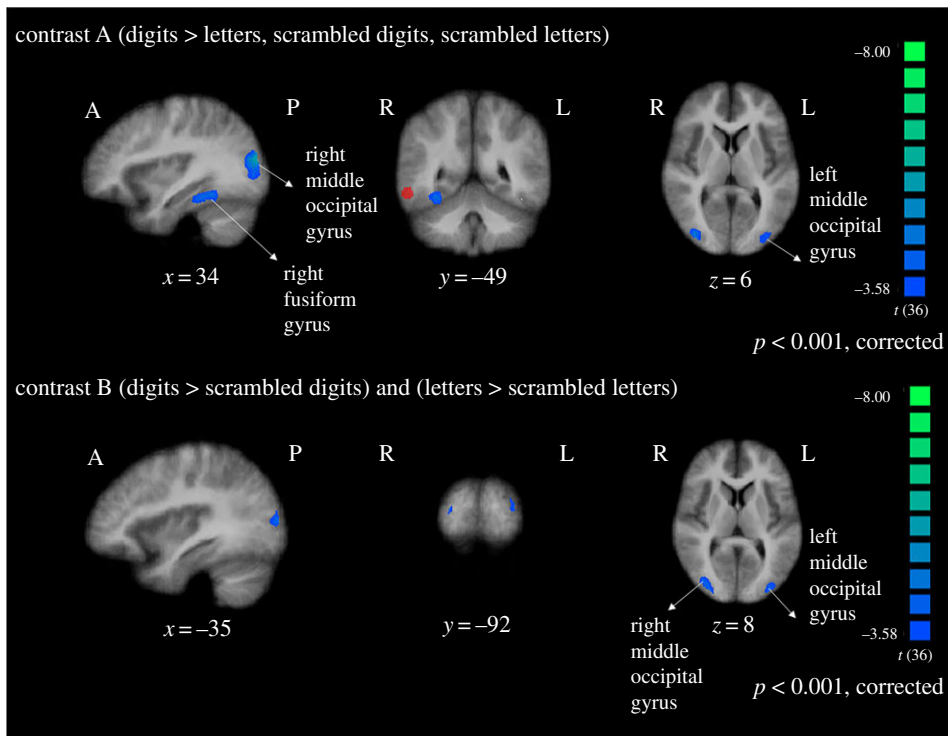 contrast A (digits > letters, scrambled digits, scrambled letters)
A
P
R
L
R
L
right
middle
occipital
gyrus
right
fusiform
gyrus
left
middle
occipital
gyrus
x = 34
y = –49
z = 6
–8.00
–3.58
t (36)
p < 0.001, corrected
contrast B (digits > scrambled digits) and (letters > scrambled letters)
A
P
R
L
R
L
left
middle
occipital
gyrus
right
middle
occipital
gyrus
x = –35
y = –92
z = 8
–8.00
–3.58
t (36)
p < 0.001, corrected